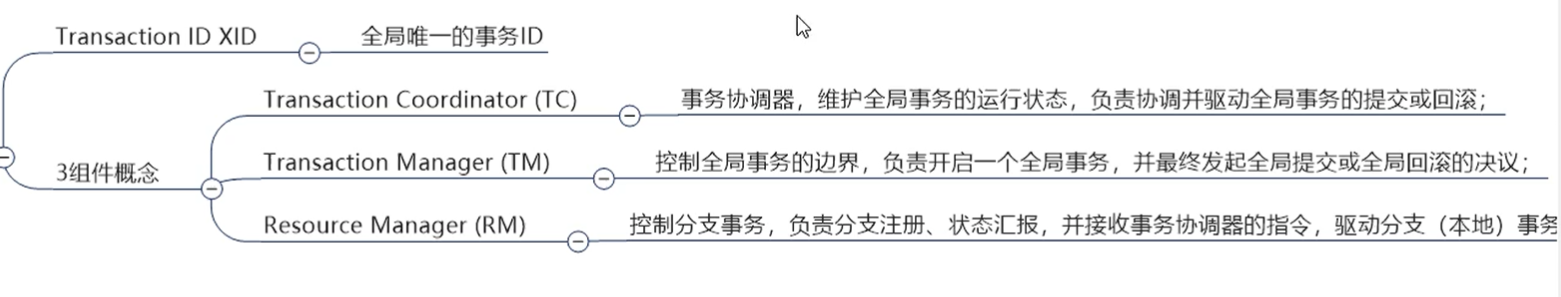 Transaction ID XID
全局唯一的事务ID
3组件概念
Transaction Coordinator (TC)
事务协调器，维护全局事务的运行状态，负责协调并驱动全局事务的提交或回滚；
Transaction Manager (TM)
控制全局事务的边界，负责开启一个全局事务，并最终发起全局提交或全局回滚的决议；
Resource Manager (RM)
控制分支事务，负责分支注册、状态汇报，并接收事务协调器的指令，驱动分支（本地）事务